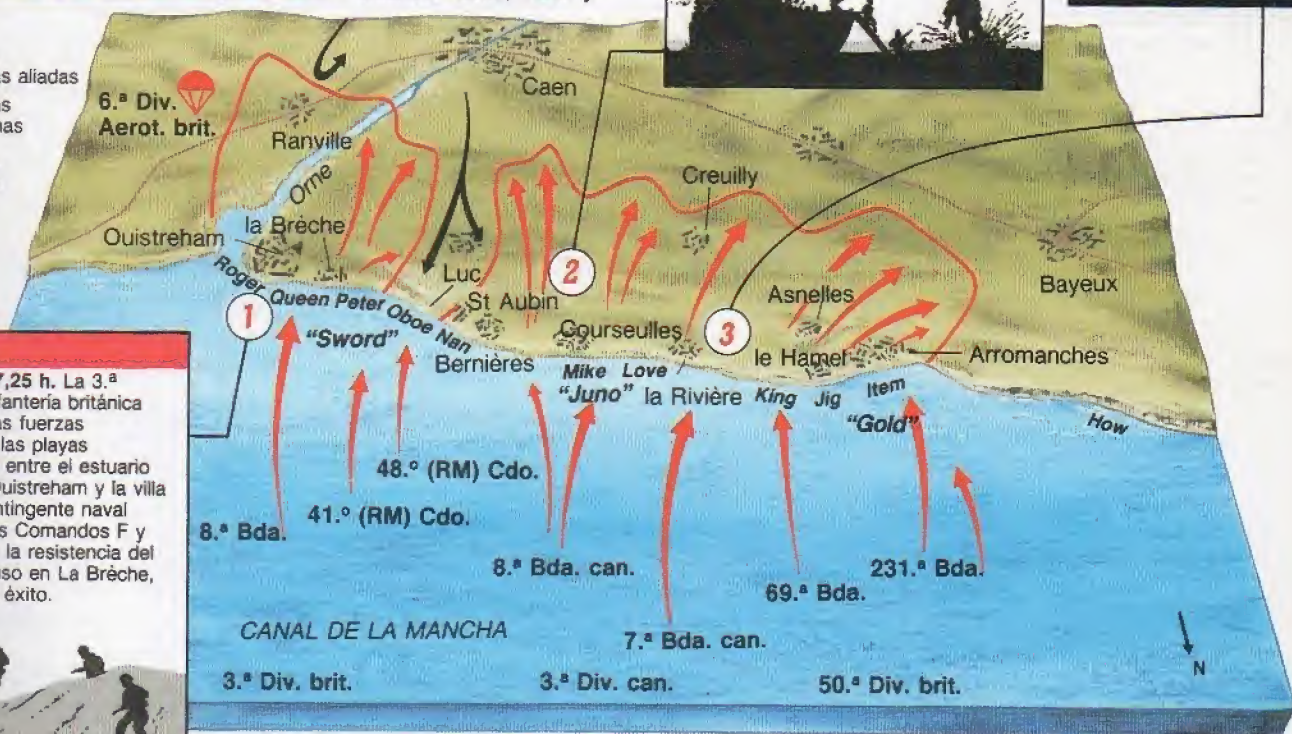 s aliadas
s
nas
6.ª Div.
Aerot. brit.
Caen
Ranville
Orne
la Brèche
Ouistreham
Creuilly
Bayeux
Luc
St Aubin
Asnelles
Courseulles
le Hamel
Arromanches
Bernières
la Rivière
Roger
Queen
Peter
Oboe
Nan
"Sword"
Mike
Love
"Juno"
King
Jig
Item
"Gold"
How
1
2
3
7,25 h. La 3.ª
fantería británica
as fuerzas
las playas
entre el estuario
Ouistreham y la villa
ntingente naval
s Comandos F y
la resistencia del
so en La Brèche,
éxito.
48.º (RM) Cdo.
41.º (RM) Cdo.
8.ª Bda.
8.ª Bda. can.
231.ª Bda.
69.ª Bda.
7.ª Bda. can.
CANAL DE LA MANCHA
3.ª Div. brit.
3.ª Div. can.
50.ª Div. brit.
N